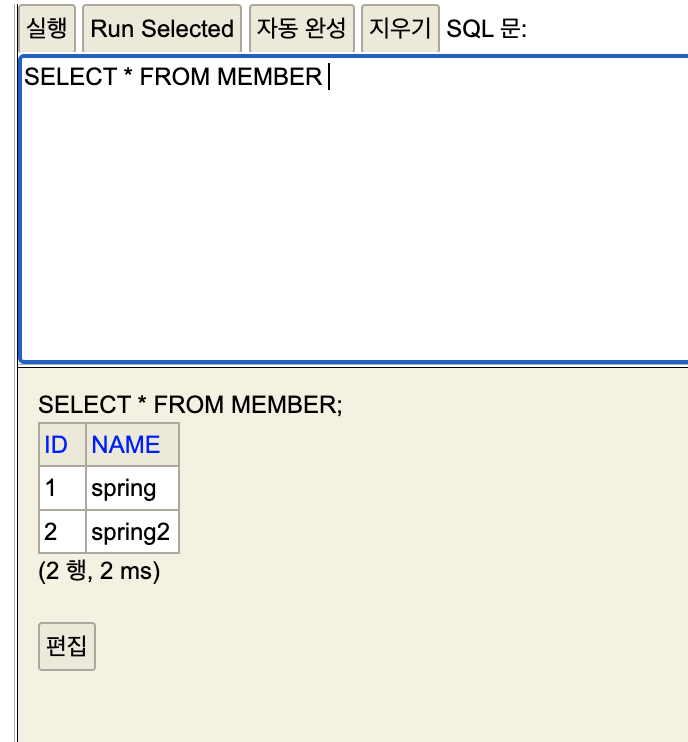 실행 Run Selected 자동 완성 지우기 SQL 문:
SELECT * FROM MEMBER
SELECT * FROM MEMBER;
ID NAME
1 spring
2 spring2
(2 행, 2 ms)
편집